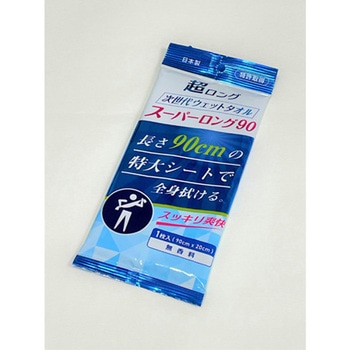 日本製
特許取得
超ロング
次世代ウェットタオル
スーパーロング90
長さ90cmの
特大シートで
全身拭ける。
スッキリ爽快
1枚入(90cm×20cm)
無香料